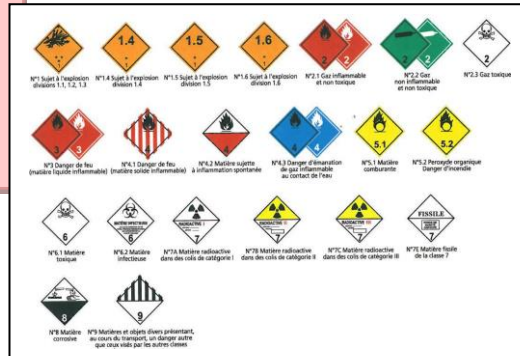 1
1.4
1.5
1.6
2
2
2
N°1 Sujet à l'explosion
divisions 1.1, 1.2, 1.3
N°1.4 Sujet à l'explosion
division 1.4
N°1.5 Sujet à l'explosion
division 1.5
N°1.6 Sujet à l'explosion
division 1.6
N°2.1 Gaz inflammable
et non toxique
N°2.2 Gaz
non inflammable
et non toxique
N°2.3 Gaz toxique
3
3
4
4
4
4
5.1
5.2
N°3 Danger de feu
(matière liquide inflammable)
N°4.1 Danger de feu
(matière solide inflammable)
N°4.2 Matière sujette
à inflammation spontanée
N°4.3 Danger d'émanation
de gaz inflammable
au contact de l'eau
N°5.1 Matière
comburante
N°5.2 Peroxyde organique
Danger d'incendie
6
6
RADIOACTIVE I
7
RADIOACTIVE II
7
RADIOACTIVE III
7
FISSILE
7
N°6.1 Matière
toxique
N°6.2 Matière
infectieuse
N°7A Matière radioactive
dans des colis de catégorie I
N°7B Matière radioactive
dans des colis de catégorie II
N°7C Matière radioactive
dans des colis de catégorie III
N°7E Matière fissile
de la classe 7
8
9
N°8 Matière
corrosive
N°9 Matières et objets divers présentant,
au cours du transport, un danger autre
que ceux visés par les autres classes